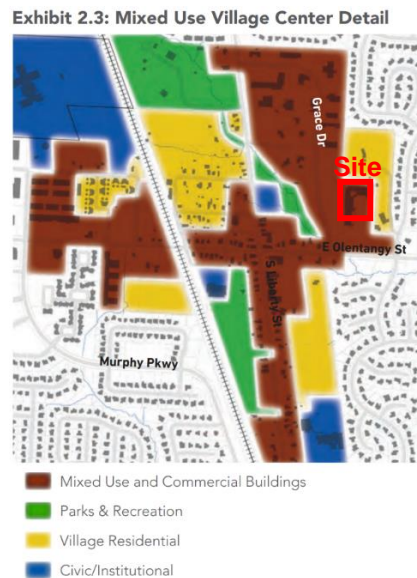 Exhibit 2.3: Mixed Use Village Center Detail
Grace Dr
Site
E Olentangy St
S Liberty St
Murphy Pkwy
Mixed Use and Commercial Buildings
Parks & Recreation
Village Residential
Civic/Institutional